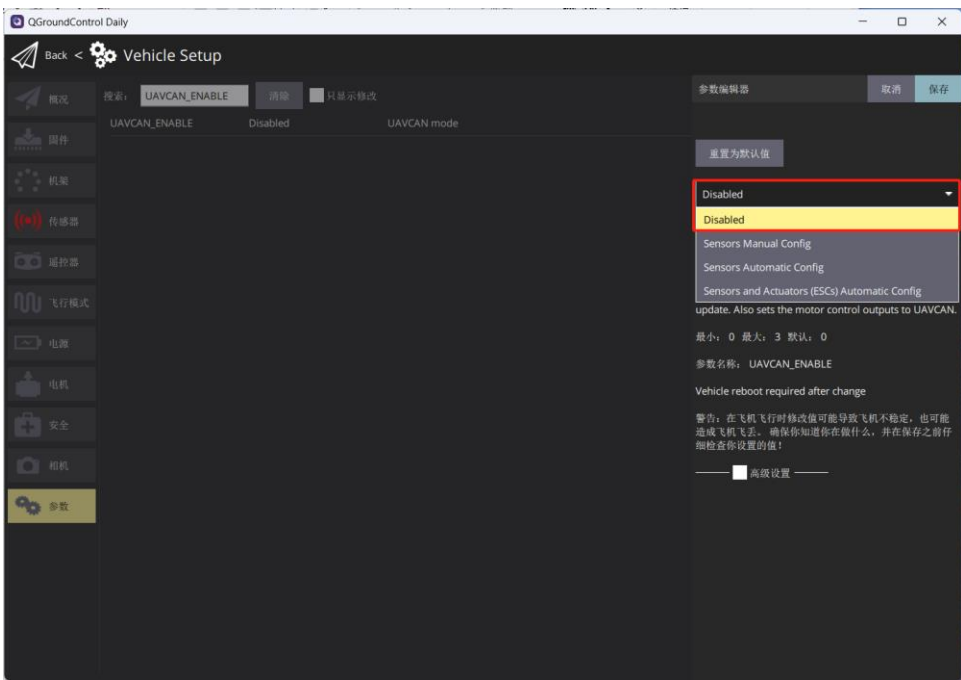 QGroundControl Daily
Back < Vehicle Setup
概况
固件
机架
传感器
遥控器
飞行模式
电源
电机
安全
相机
参数
搜索: UAVCAN_ENABLE 清除 只显示修改
UAVCAN_ENABLE Disabled UAVCAN mode
参数编辑器 取消 保存
重置为默认值
Disabled
Disabled
Sensors Manual Config
Sensors Automatic Config
Sensors and Actuators (ESCs) Automatic Config
update. Also sets the motor control outputs to UAVCAN.
最小: 0 最大: 3 默认: 0
参数名称: UAVCAN_ENABLE
Vehicle reboot required after change
警告: 在飞机飞行时修改值可能导致飞机不稳定, 也可能
造成飞机飞丢。 确保你知道你在做什么, 并在保存之前仔
细检查你设置的值!
高级设置